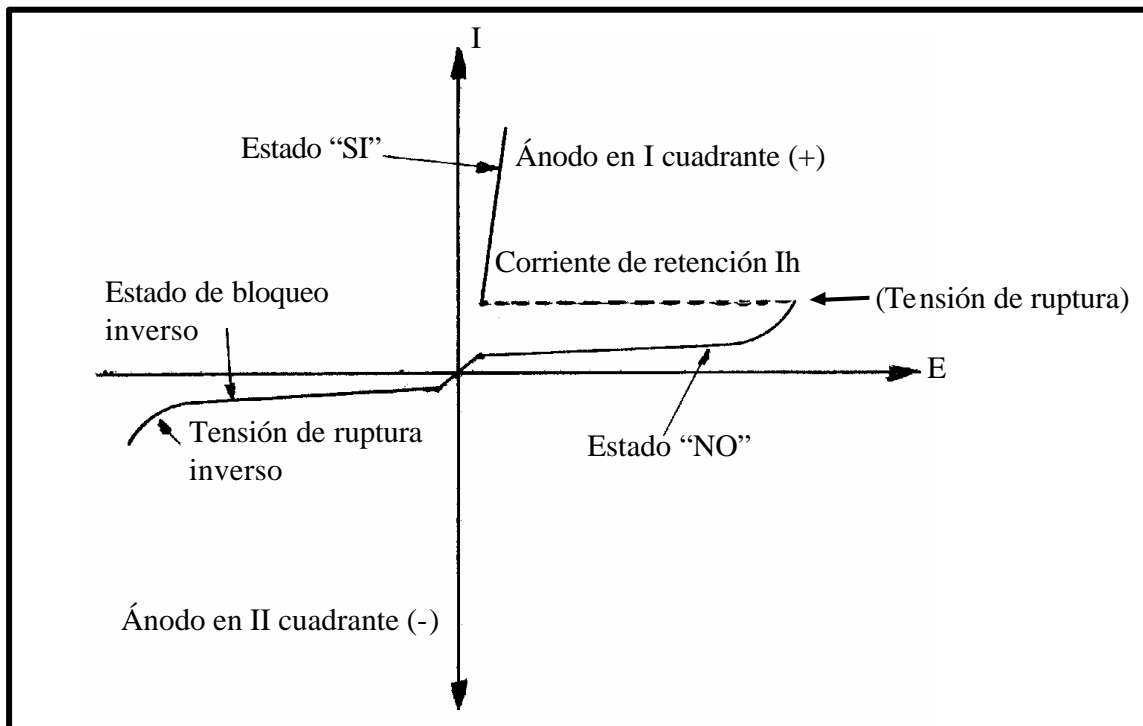 I
Estado “SI”
Ánodo en I cuadrante (+)
Corriente de retención Ih
(Tensión de ruptura)
Estado de bloqueo
inverso
E
Tensión de ruptura
inverso
Estado “NO”
Ánodo en II cuadrante (-)